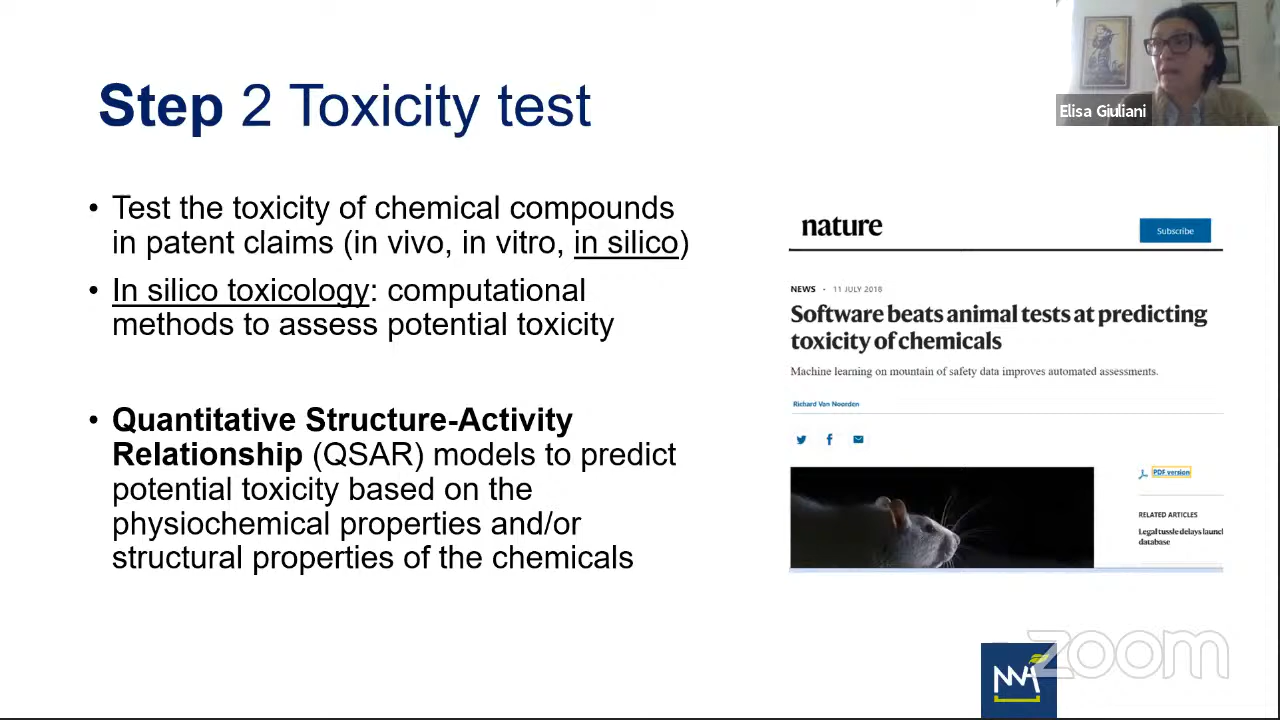 Step 2 Toxicity test
Elisa Giuliani
• Test the toxicity of chemical compounds
in patent claims (in vivo, in vitro, in silico)
• In silico toxicology: computational
methods to assess potential toxicity
• Quantitative Structure-Activity
Relationship (QSAR) models to predict
potential toxicity based on the
physiochemical properties and/or
structural properties of the chemicals
nature
Subscribe
NEWS • 11 JULY 2018
Software beats animal tests at predicting
toxicity of chemicals
Machine learning on mountain of safety data improves automated assessments.
Richard Van Noorden
PDF version
RELATED ARTICLES
Legal tussle delays launch
database
zoom